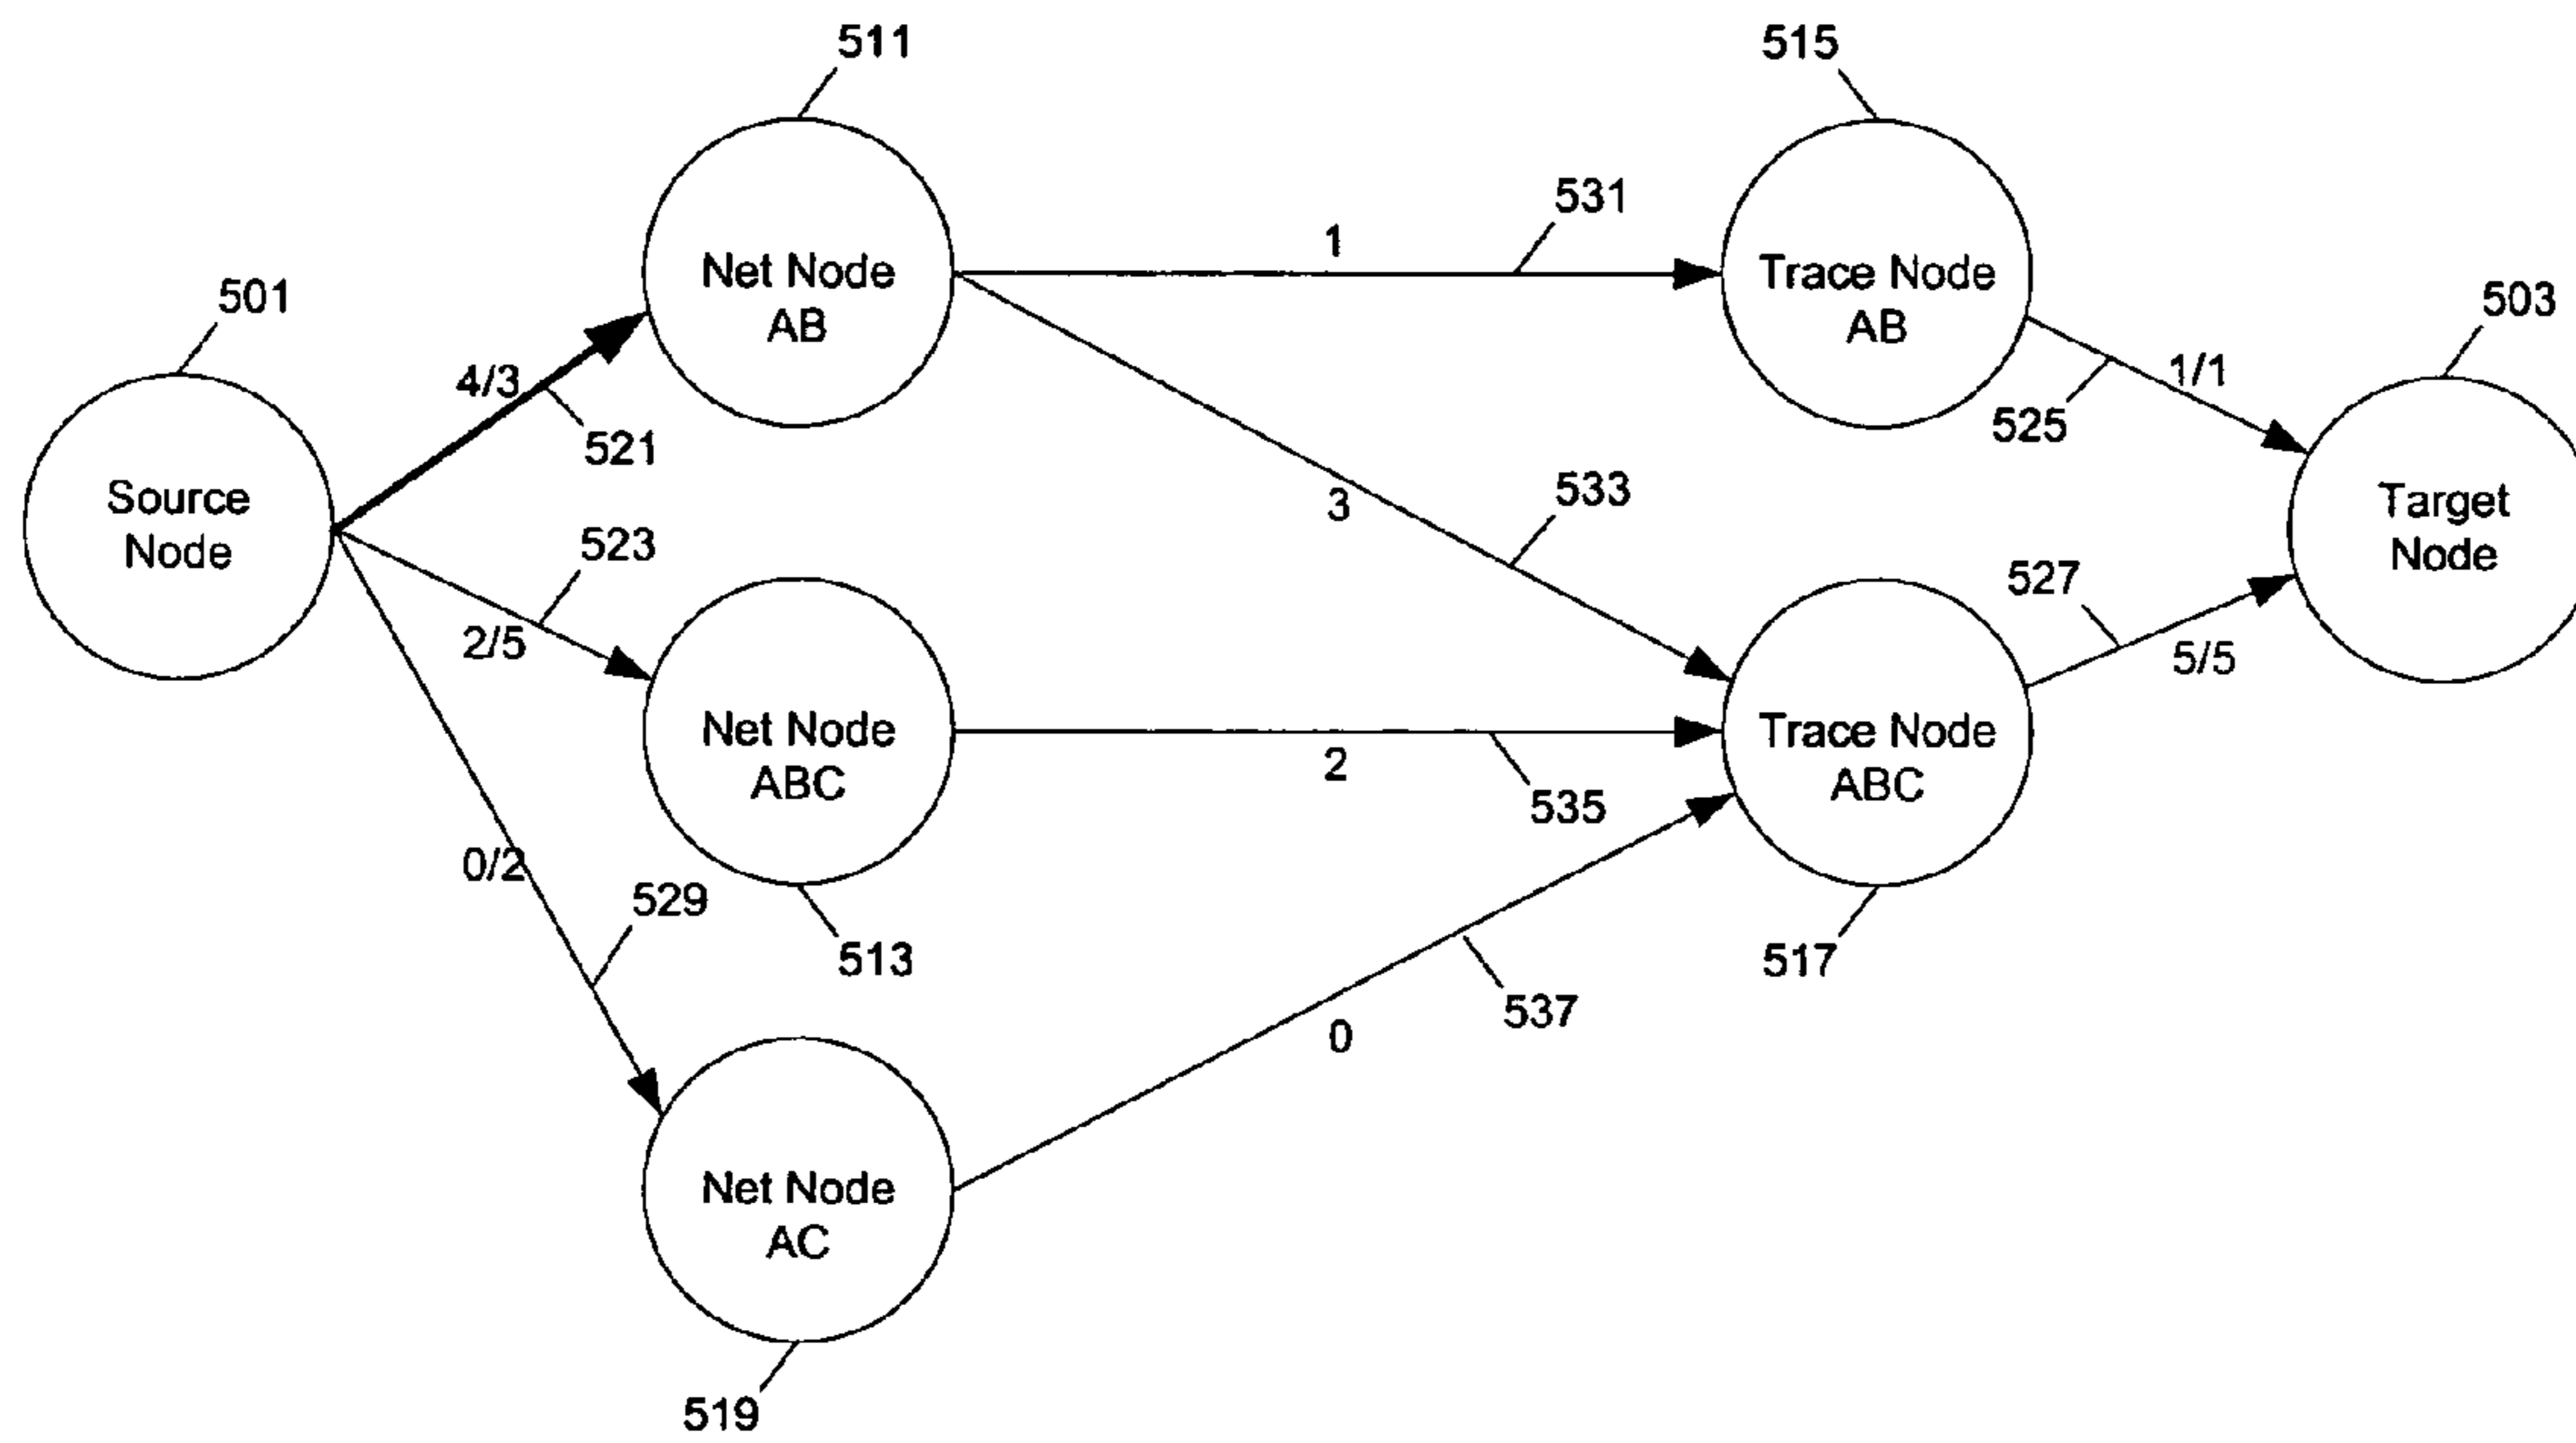 511
515
531
1
501
Net Node
AB
Trace Node
AB
503
4/3
521
1/1
525
Source
Node
533
3
Target
Node
523
2/5
527
5/5
Net Node
ABC
2
535
Trace Node
ABC
0/2
529
513
517
537
0
Net Node
AC
519